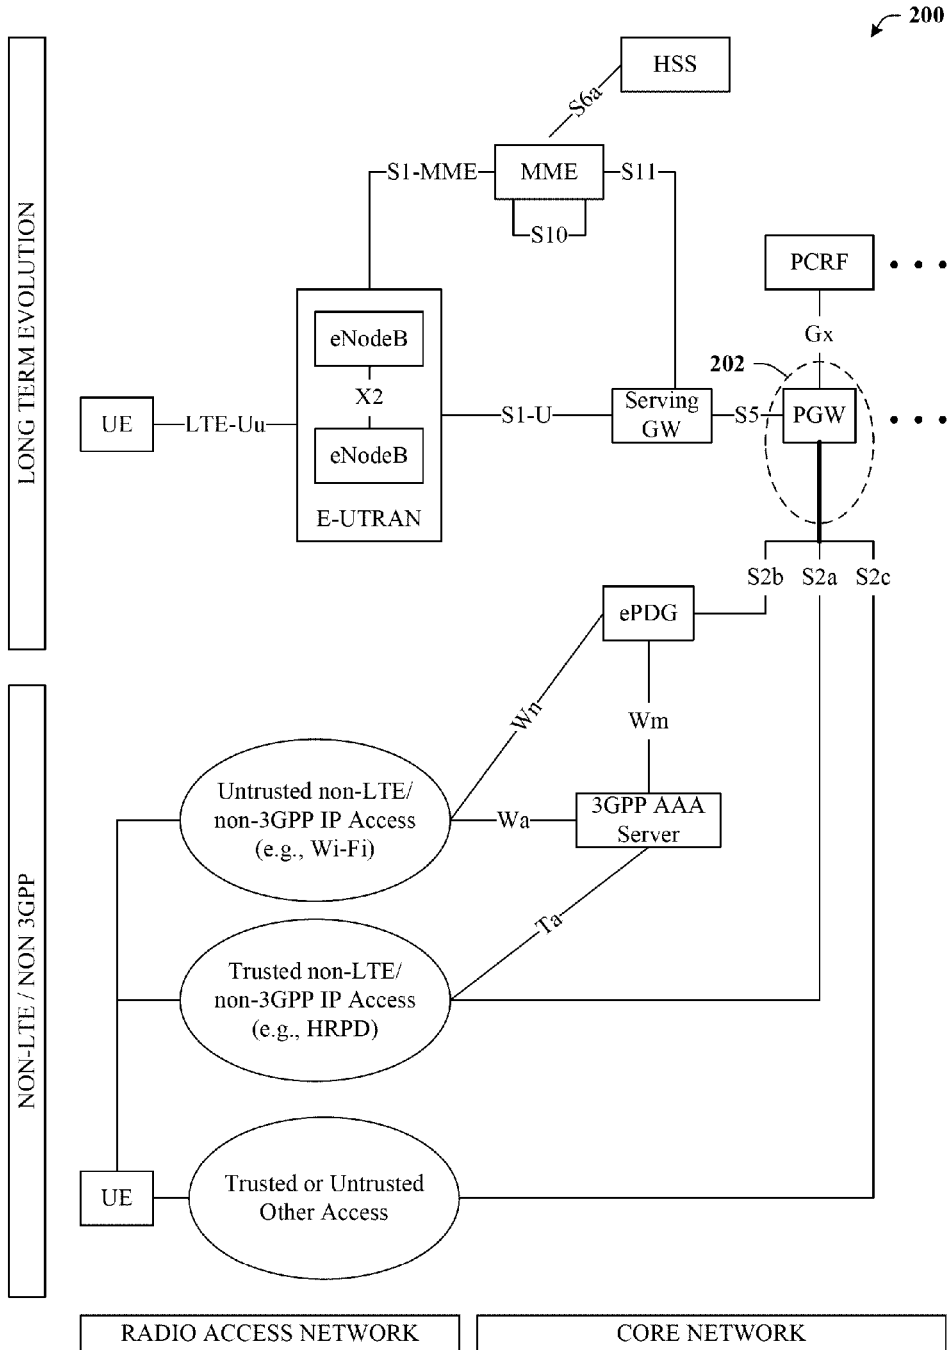 200
HSS
S6a
S1-MME
MME
S11
S10
PCRF
Gx
eNodeB
X2
eNodeB
E-UTRAN
UE
LTE-Uu
S1-U
Serving
GW
S5
202
PGW
S2b
S2a
S2c
LONG TERM EVOLUTION
ePDG
Wn
Wm
Untrusted non-LTE/
non-3GPP IP Access
(e.g., Wi-Fi)
Wa
3GPP AAA
Server
Ta
Trusted non-LTE/
non-3GPP IP Access
(e.g., HRPD)
UE
Trusted or Untrusted
Other Access
NON-LTE / NON 3GPP
RADIO ACCESS NETWORK
CORE NETWORK